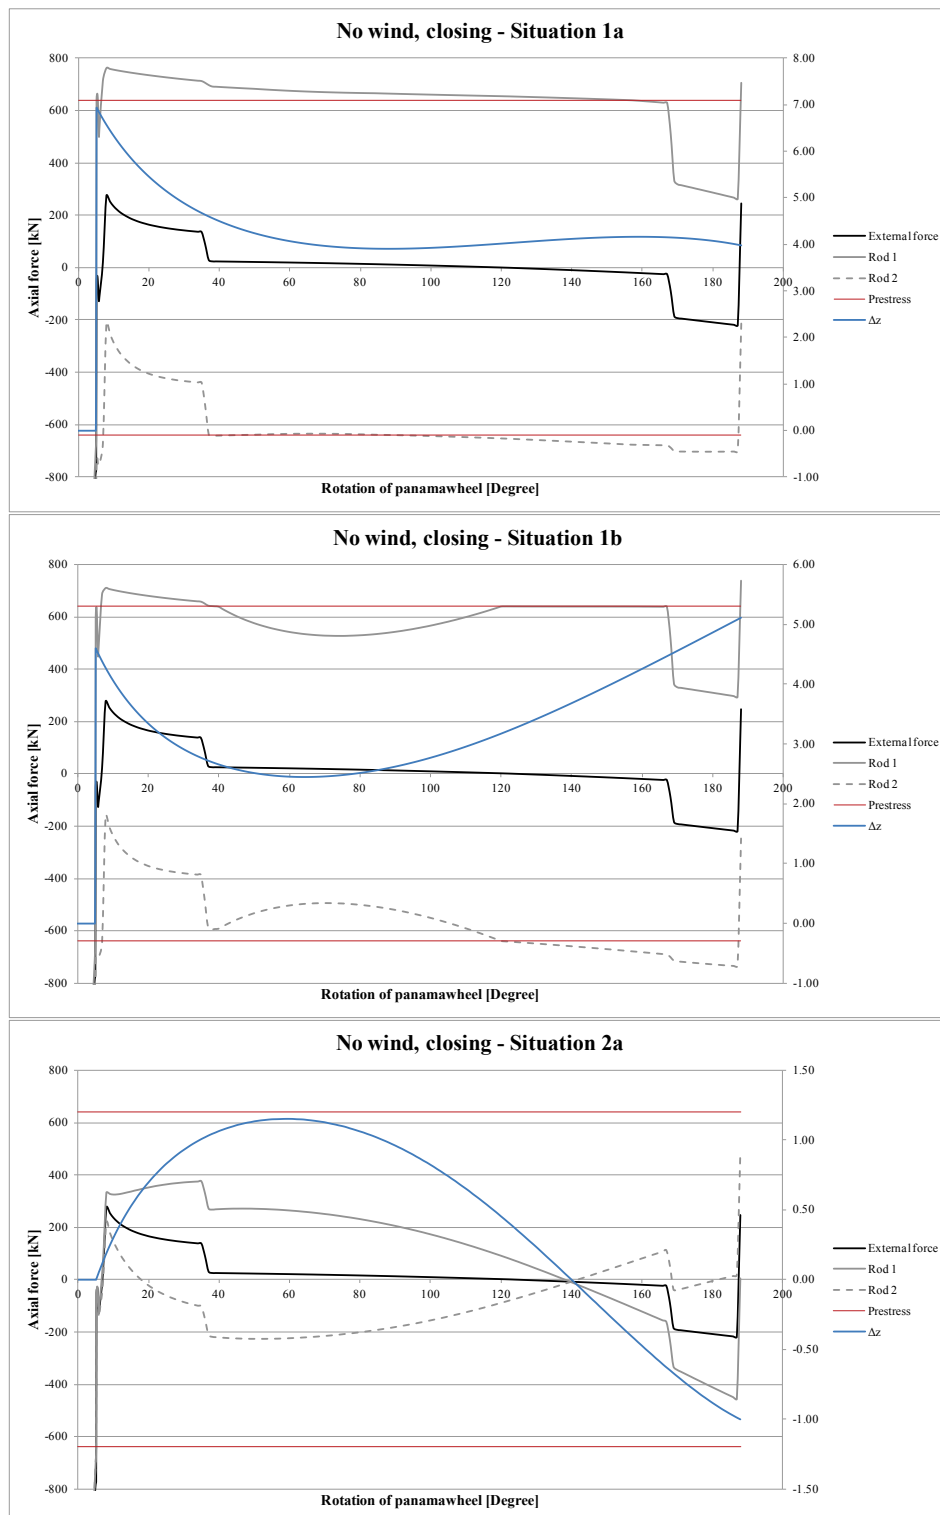 No wind, closing - Situation 1a
800 8.00
600 7.00
400 6.00
200 5.00
0 4.00
-200 3.00
-400 2.00
-600 1.00
-800 0.00
-1.00
0 20 40 60 80 100 120 140 160 180 200
Axial force [kN]
Rotation of panamawheel [Degree]
External force
Rod 1
Rod 2
Prestress
Δz
No wind, closing - Situation 1b
800 6.00
600 5.00
400 4.00
200 3.00
0 2.00
-200 1.00
-400 0.00
-600 -1.00
-800
0 20 40 60 80 100 120 140 160 180 200
Axial force [kN]
Rotation of panamawheel [Degree]
External force
Rod 1
Rod 2
Prestress
Δz
No wind, closing - Situation 2a
800 1.50
600 1.00
400 0.50
200 0.00
0 -0.50
-200 -1.00
-400 -1.50
-600
-800
0 20 40 60 80 100 120 140 160 180 200
Axial force [kN]
Rotation of panamawheel [Degree]
External force
Rod 1
Rod 2
Prestress
Δz